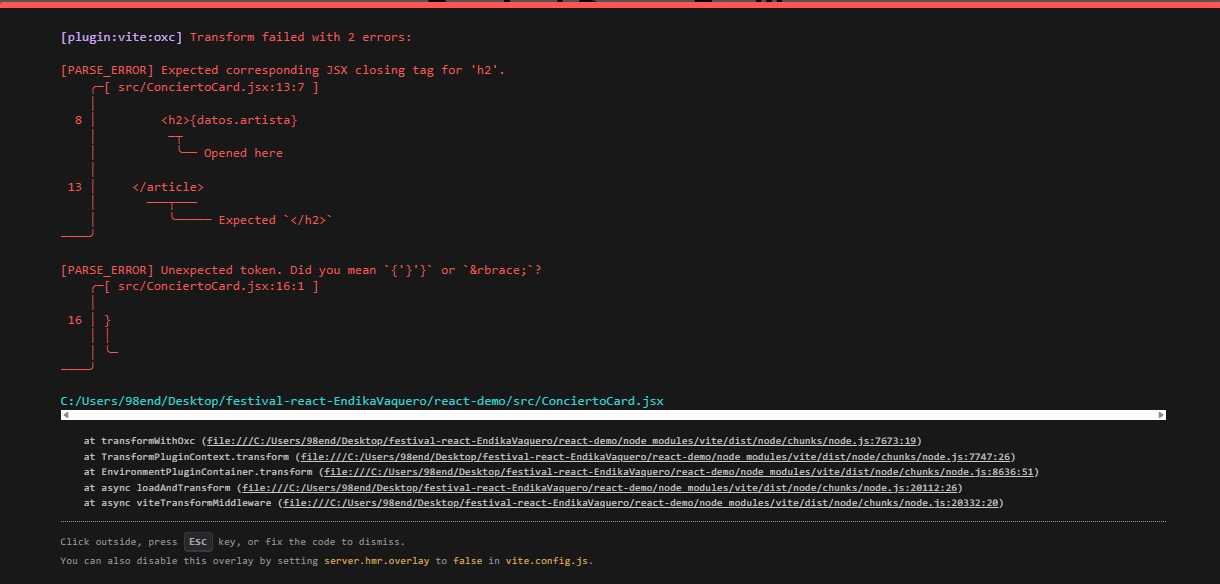 [plugin:vite:oxc] Transform failed with 2 errors:
[PARSE_ERROR] Expected corresponding JSX closing tag for 'h2'.
╭─[ src/ConciertoCard.jsx:13:7 ]
8 │ <h2>{datos.artista}
Opened here
13 │ </article>
Expected `</h2>`
[PARSE_ERROR] Unexpected token. Did you mean `{'}'}` or `&rbrace;`?
╭─[ src/ConciertoCard.jsx:16:1 ]
16 │ }
C:/Users/98end/Desktop/festival-react-EndikaVaquero/react-demo/src/ConciertoCard.jsx
at transformWithOxc (file:///C:/Users/98end/Desktop/festival-react-EndikaVaquero/react-demo/node_modules/vite/dist/node/chunks/node.js:7673:19)
at TransformPluginContext.transform (file:///C:/Users/98end/Desktop/festival-react-EndikaVaquero/react-demo/node_modules/vite/dist/node/chunks/node.js:7747:26)
at EnvironmentPluginContainer.transform (file:///C:/Users/98end/Desktop/festival-react-EndikaVaquero/react-demo/node_modules/vite/dist/node/chunks/node.js:8636:51)
at async loadAndTransform (file:///C:/Users/98end/Desktop/festival-react-EndikaVaquero/react-demo/node_modules/vite/dist/node/chunks/node.js:20112:26)
at async viteTransformMiddleware (file:///C:/Users/98end/Desktop/festival-react-EndikaVaquero/react-demo/node_modules/vite/dist/node/chunks/node.js:20332:20)
Click outside, press Esc key, or fix the code to dismiss.
You can also disable this overlay by setting server.hmr.overlay to false in vite.config.js.